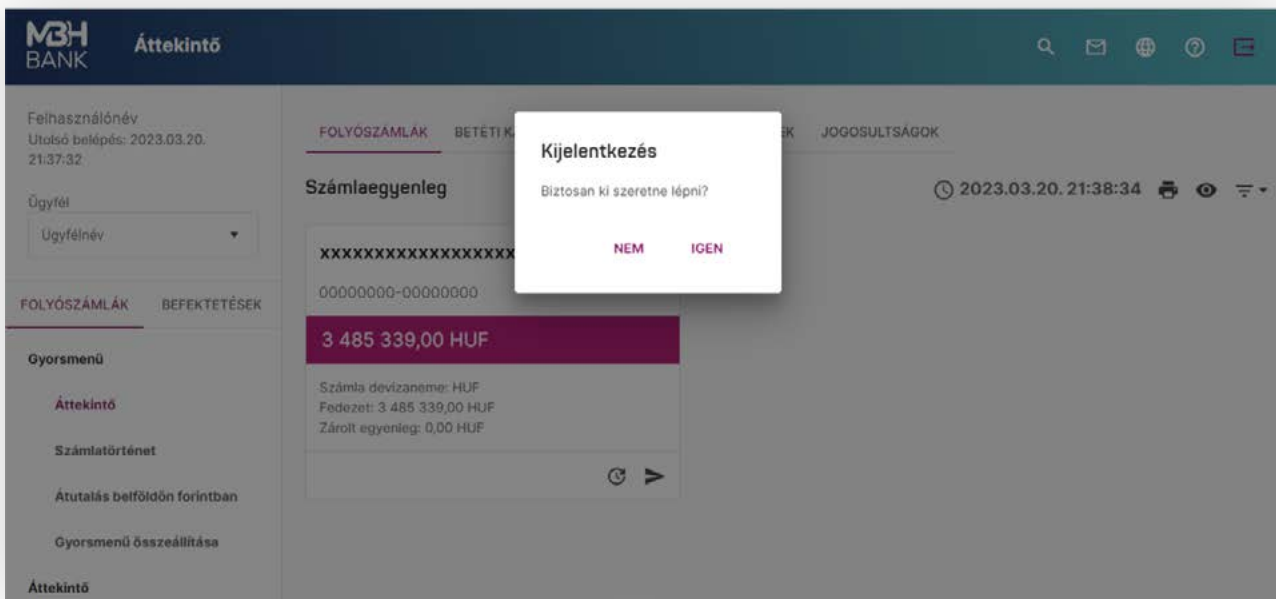 MBH
BANK
Áttekintő
Felhasználónév
Utolsó belépés: 2023.03.20.
21:37:32
Ügyfél
Ügyfélnév
FOLYÓSZÁMLÁK BEFEKTETÉSEK
Gyorsmenü
Áttekintő
Számlatörténet
Átutalás belföldön forintban
Gyorsmenü összeállítása
Áttekintő
FOLYÓSZÁMLÁK BETÉTI JOGOSULTSÁGOK
Számlaegyenleg
2023.03.20. 21:38:34
XXXXXXXXXXXXXXXXXX
00000000-00000000
3 485 339,00 HUF
Számla devizaneme: HUF
Fedezet: 3 485 339,00 HUF
Zárolt egyenleg: 0,00 HUF
Kijelentkezés
Biztosan ki szeretne lépni?
NEM IGEN